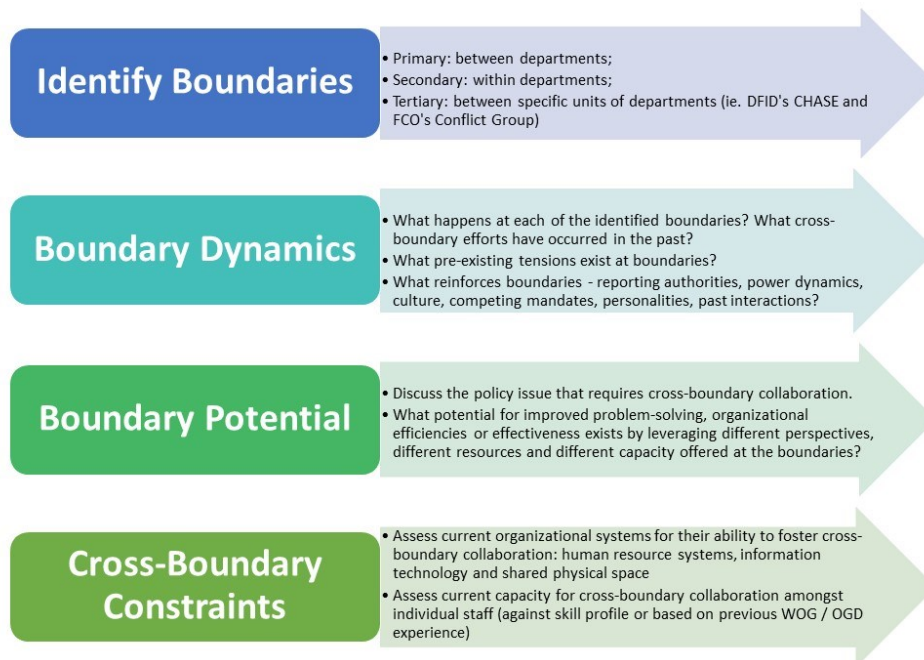 Identify Boundaries
• Primary: between departments;
• Secondary: within departments;
• Tertiary: between specific units of departments (ie. DFID's CHASE and
FCO's Conflict Group)
Boundary Dynamics
• What happens at each of the identified boundaries? What cross-
boundary efforts have occurred in the past?
• What pre-existing tensions exist at boundaries?
• What reinforces boundaries - reporting authorities, power dynamics,
culture, competing mandates, personalities, past interactions?
Boundary Potential
• Discuss the policy issue that requires cross-boundary collaboration.
• What potential for improved problem-solving, organizational
efficiencies or effectiveness exists by leveraging different perspectives,
different resources and different capacity offered at the boundaries?
Cross-Boundary
Constraints
• Assess current organizational systems for their ability to foster cross-
boundary collaboration: human resource systems, information
technology and shared physical space
• Assess current capacity for cross-boundary collaboration amongst
individual staff (against skill profile or based on previous WOG / OGD
experience)